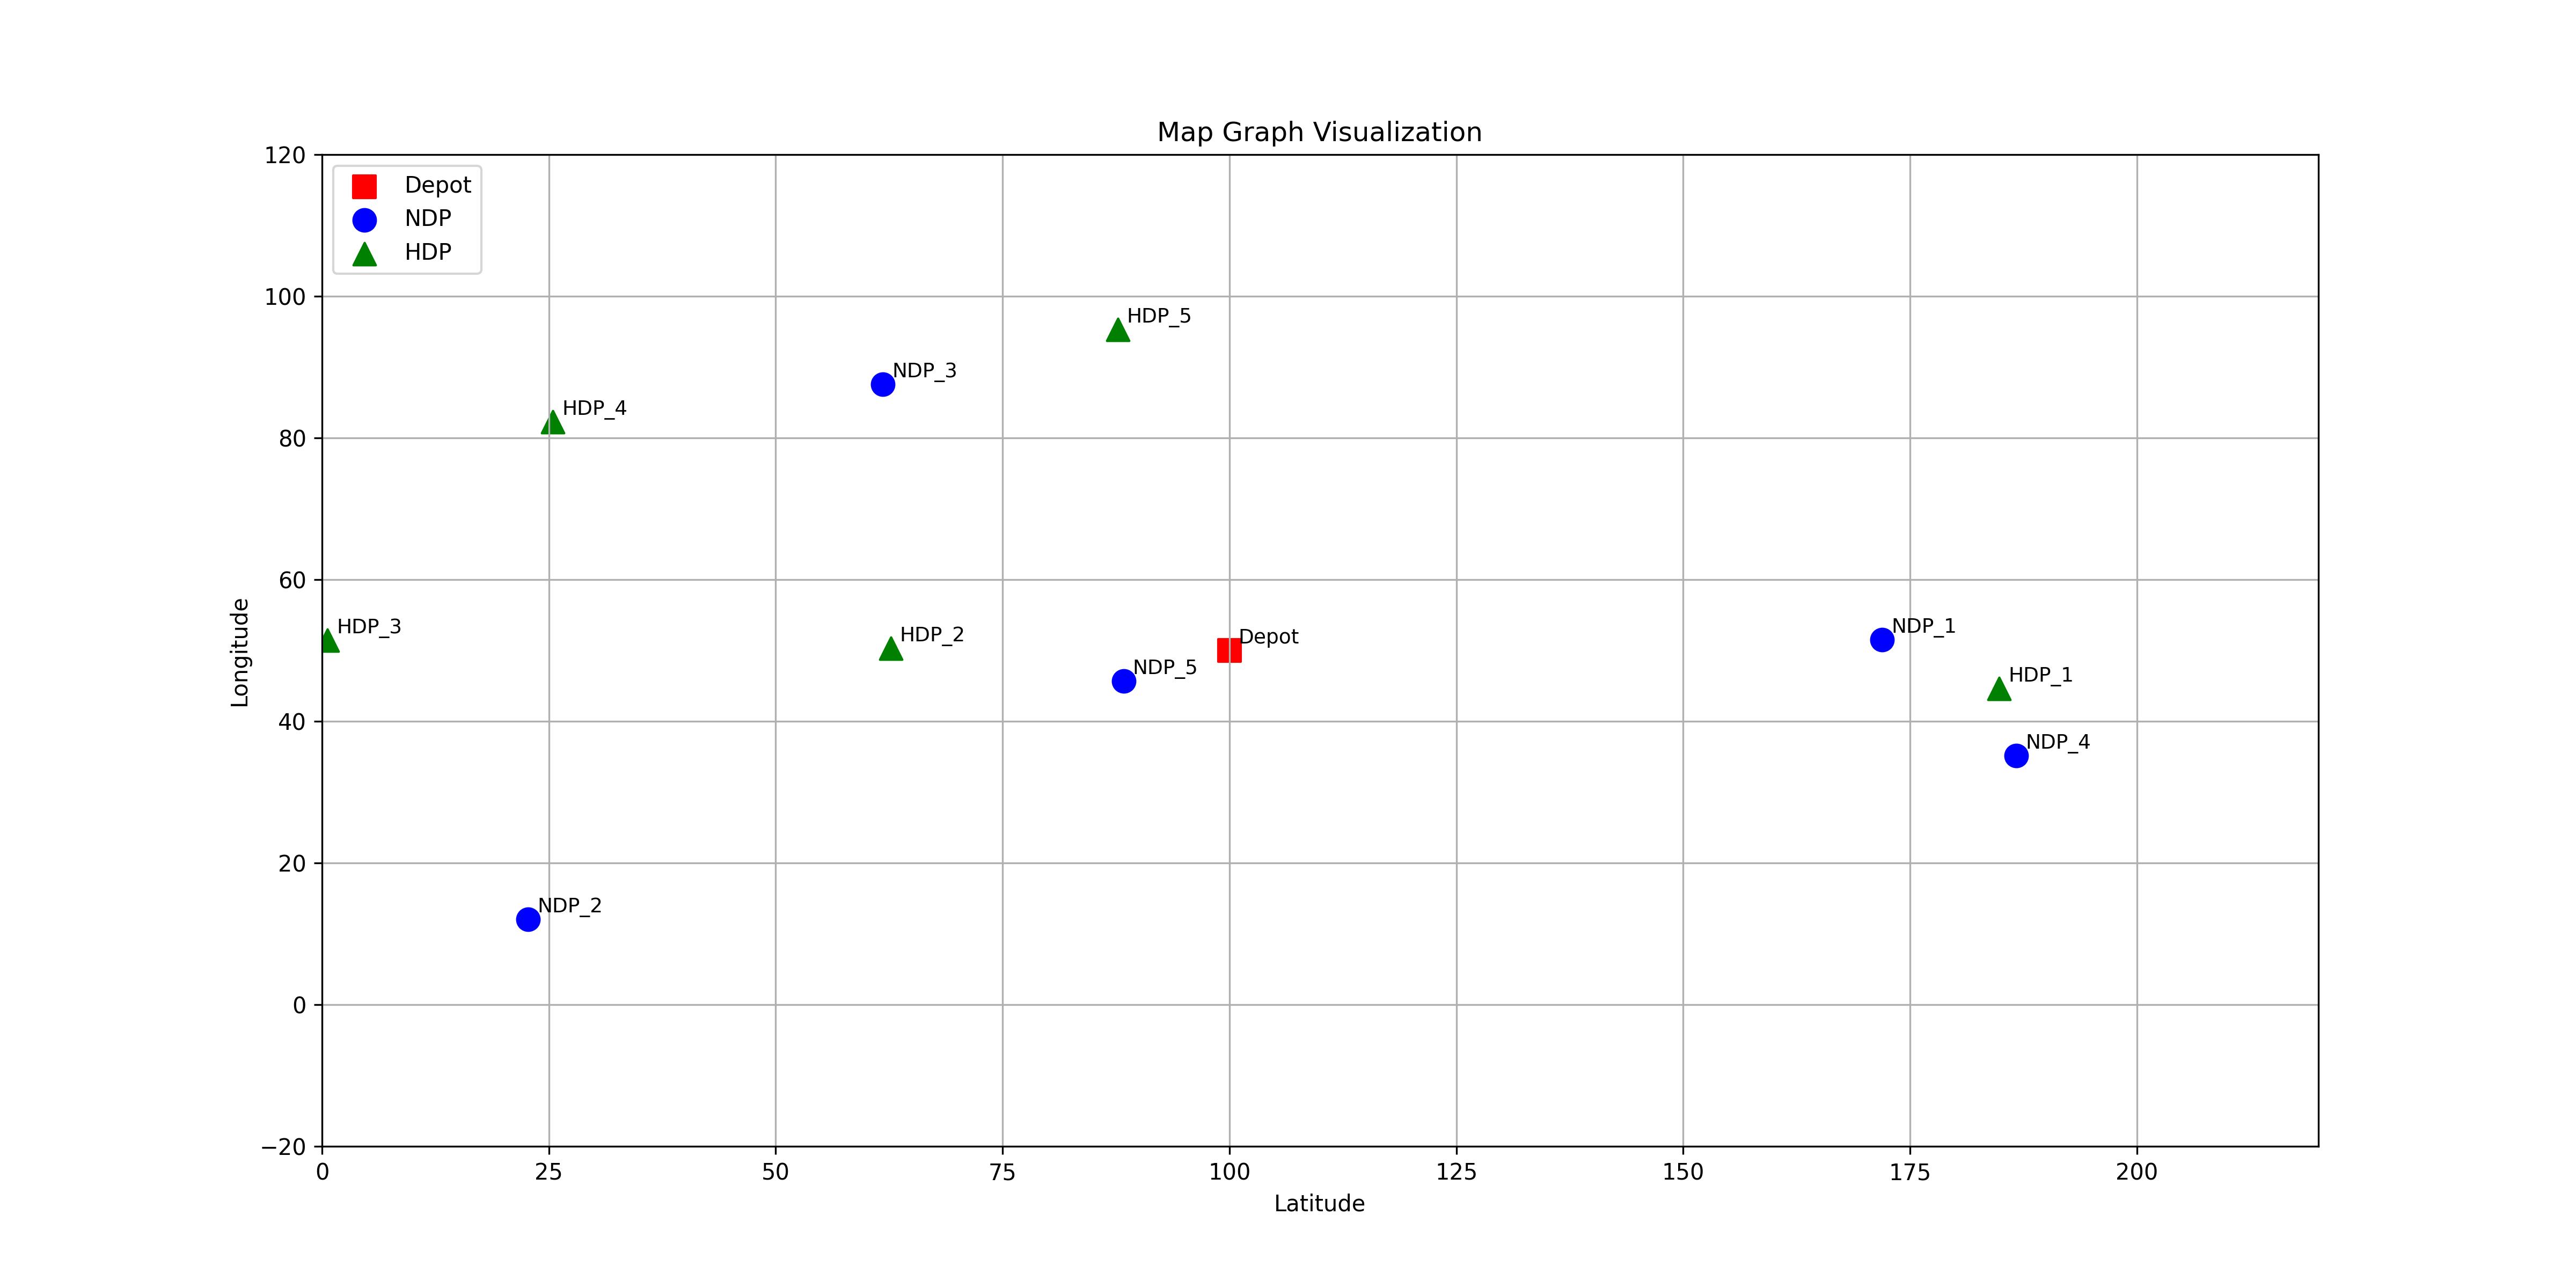 Map Graph Visualization
120
100
80
60
40
20
0
−20
Longitude
Depot
NDP
HDP
HDP_5
NDP_3
HDP_4
HDP_3
HDP_2
Depot
NDP_1
NDP_5
HDP_1
NDP_4
NDP_2
0 25 50 75 100 125 150 175 200
Latitude